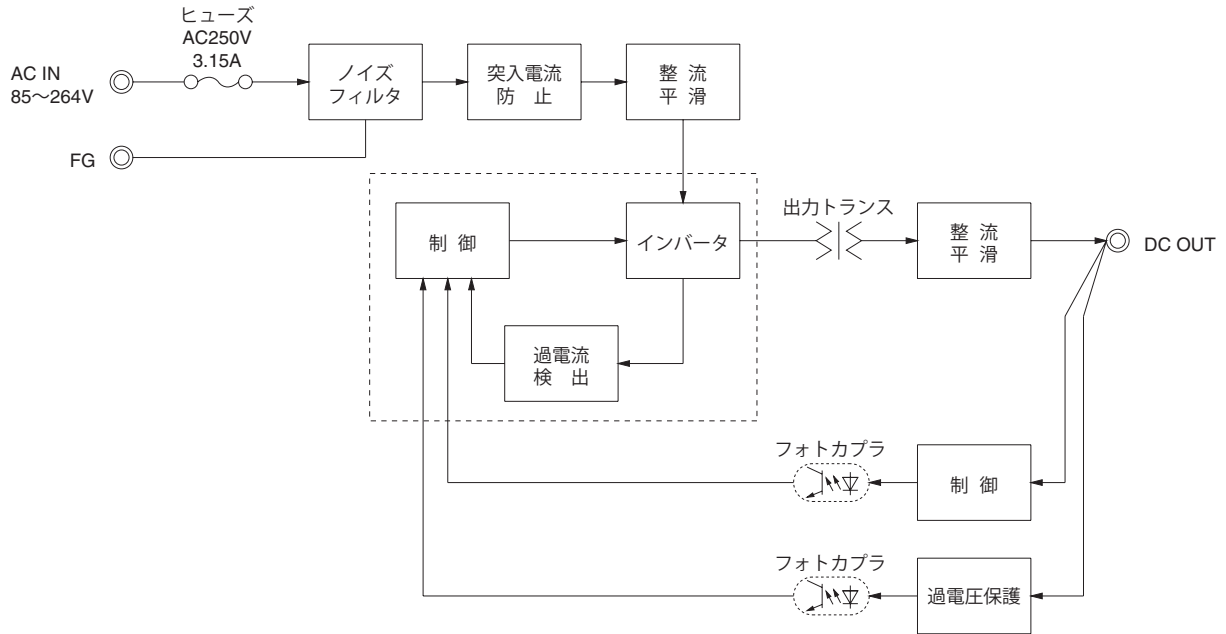 ヒューズ
AC250V
3.15A
AC IN
85〜264V
ノイズ
フィルタ
突入電流
防 止
整 流
平 滑
FG
制 御
インバータ
出力トランス
整 流
平 滑
DC OUT
過電流
検 出
フォトカプラ
制 御
フォトカプラ
過電圧保護